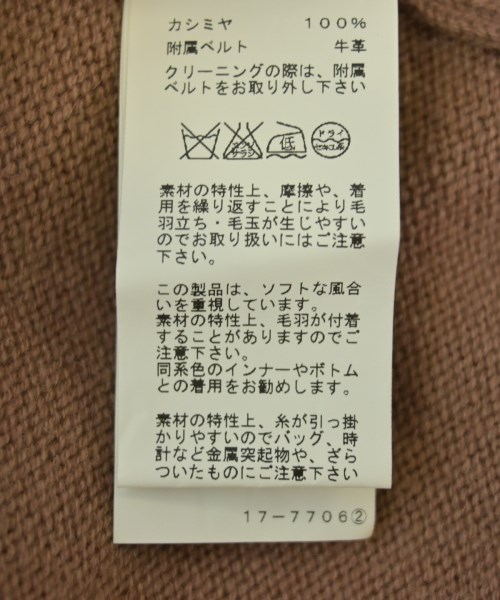 カシミヤ 100%
附属ベルト 牛革
クリーニングの際は、附属
ベルトをお取り外し下さい
エンソ サラシ 低 ドライ セキユ系
素材の特性上、摩擦や、着
用を繰り返すことにより毛
羽立ち・毛玉が生じやすい
のでお取り扱いにはご注意
下さい。
この製品は、ソフトな風合
いを重視しています。
素材の特性上、毛羽が付着
することがありますのでご
注意下さい。
同系色のインナーやボトム
との着用をお勧めします。
素材の特性上、糸が引っ掛
かりやすいのでバッグ、時
計など金属突起物や、ざら
ついたものにご注意下さい
17-7706②